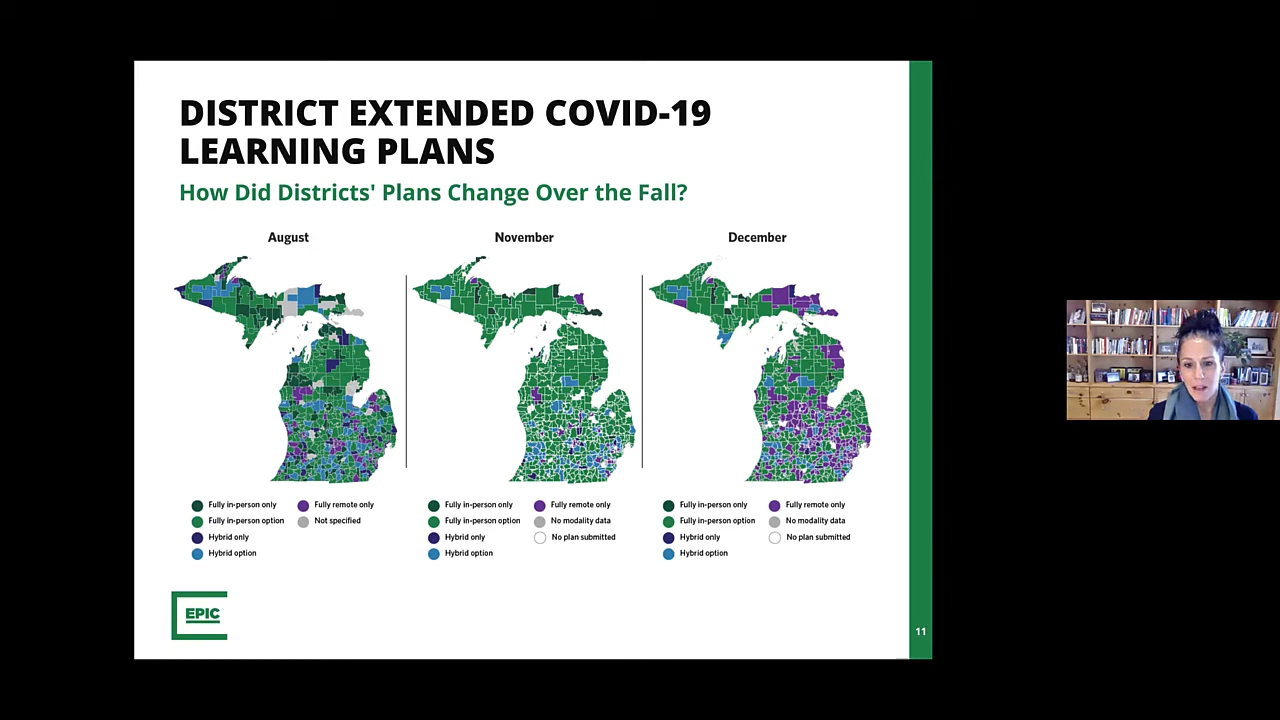 DISTRICT EXTENDED COVID-19
LEARNING PLANS
How Did Districts' Plans Change Over the Fall?
August
November
December
Fully in-person only
Fully remote only
Fully in-person option
Not specified
Hybrid only
Hybrid option
Fully in-person only
Fully remote only
Fully in-person option
No modality data
Hybrid only
No plan submitted
Hybrid option
Fully in-person only
Fully remote only
Fully in-person option
No modality data
Hybrid only
No plan submitted
Hybrid option
EPIC
11